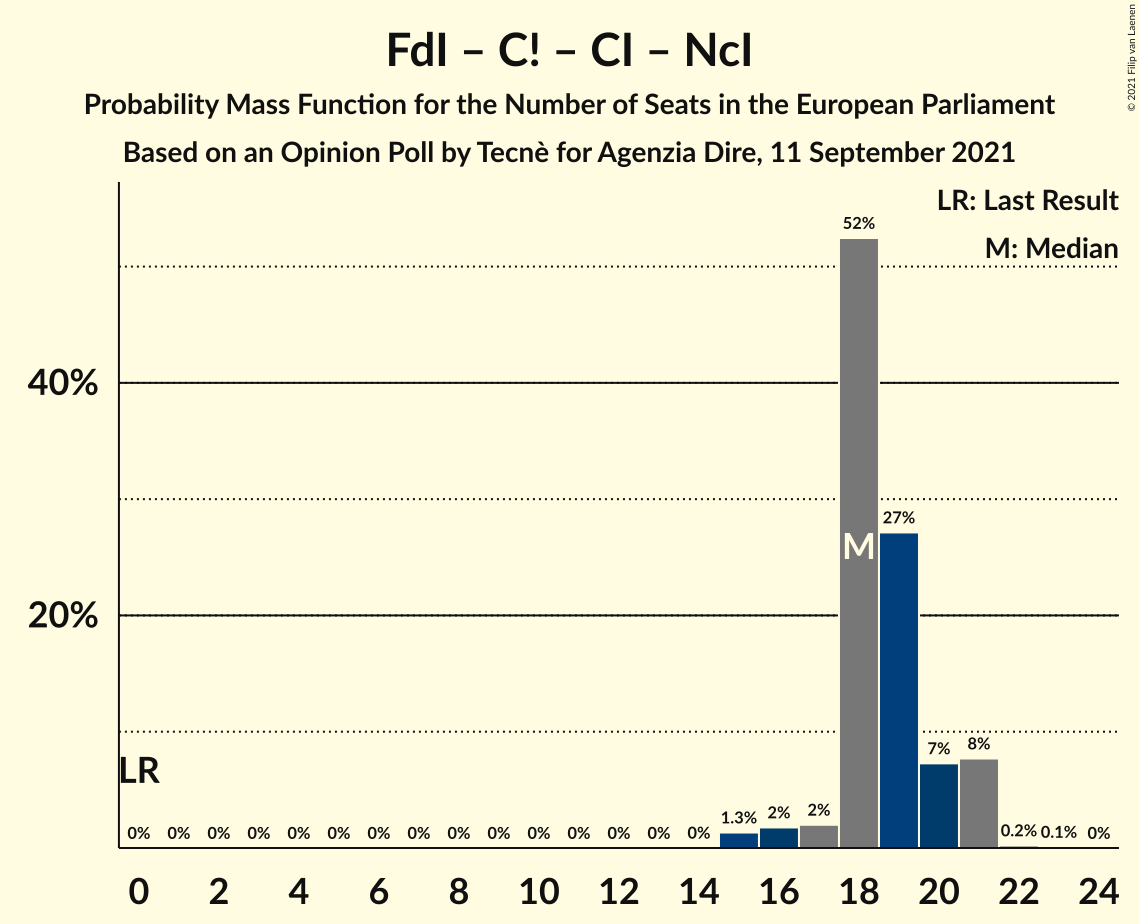 FdI – C! – CI – NcI
Probability Mass Function for the Number of Seats in the European Parliament
Based on an Opinion Poll by Tecnè for Agenzia Dire, 11 September 2021
© 2021 Filip van Laenen
LR: Last Result
M: Median
52%
40%
27%
M
20%
8%
7%
LR
0% 0% 0% 0% 0% 0% 0% 0% 0% 0% 0% 0% 0% 0% 0% 1.3% 2% 2% 0.2% 0.1% 0%
0 2 4 6 8 10 12 14 16 18 20 22 24